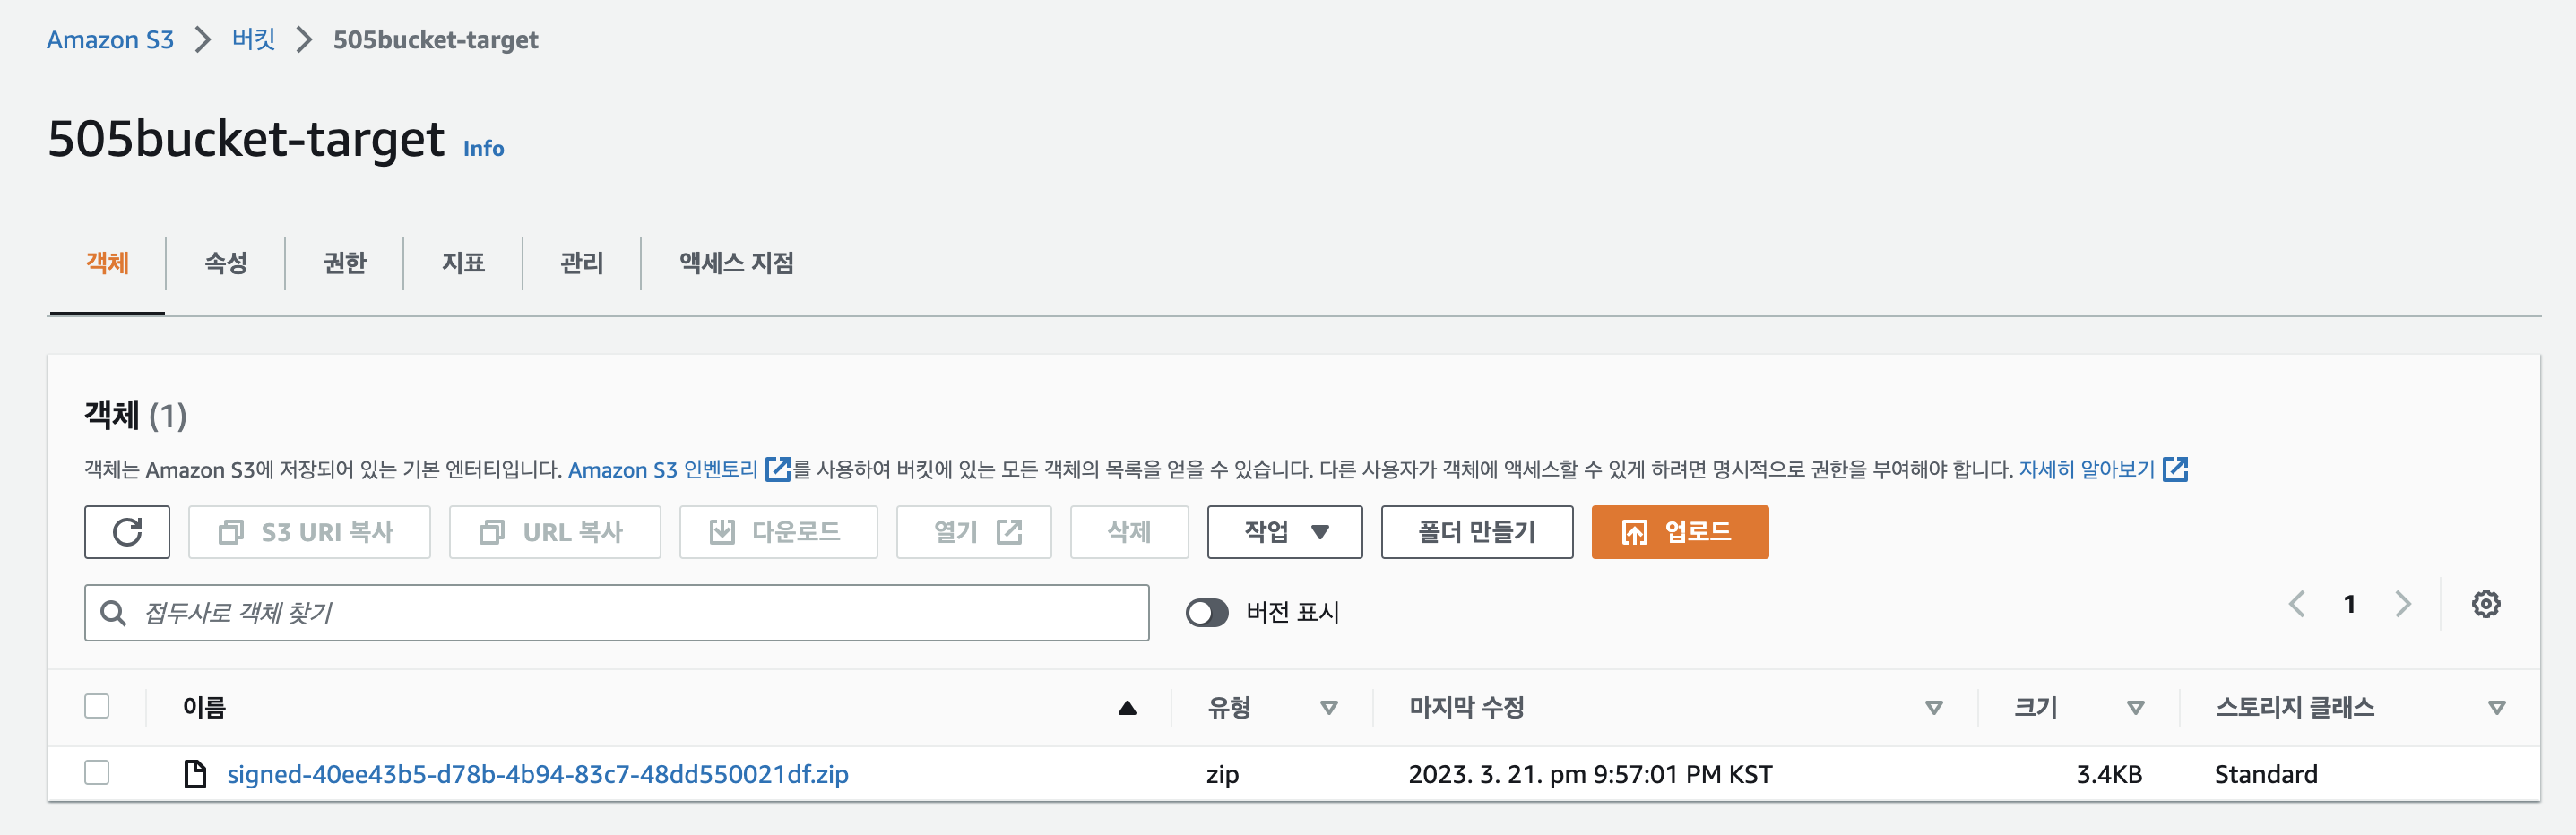 Amazon S3 > 버킷 > 505bucket-target
505bucket-target Info
객체 속성 권한 지표 관리 액세스 지점
객체 (1)
객체는 Amazon S3에 저장되어 있는 기본 엔터티입니다. Amazon S3 인벤토리를 사용하여 버킷에 있는 모든 객체의 목록을 얻을 수 있습니다. 다른 사용자가 객체에 액세스할 수 있게 하려면 명시적으로 권한을 부여해야 합니다. 자세히 알아보기
S3 URI 복사 URL 복사 다운로드 열기 삭제 작업 폴더 만들기 업로드
접두사로 객체 찾기 버전 표시 1
이름 유형 마지막 수정 크기 스토리지 클래스
signed-40ee43b5-d78b-4b94-83c7-48dd550021df.zip zip 2023. 3. 21. pm 9:57:01 PM KST 3.4KB Standard